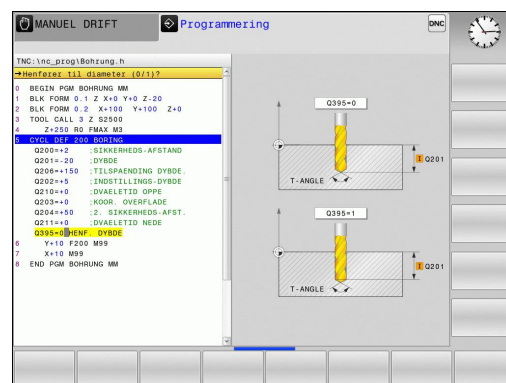 MANUEL DRIFT
Programmering
DNC
TNC:\nc_prog\Bohrung.h
→Henfører til diameter (0/1)?
0 BEGIN PGM BOHRUNG MM
1 BLK FORM 0.1 Z X+0 Y+0 Z-20
2 BLK FORM 0.2 X+100 Y+100 Z+0
3 TOOL CALL 3 Z S2500
4 Z+250 R0 FMAX M3
5 CYCL DEF 200 BORING
Q200=+2 ;SIKKERHEDS-AFSTAND
Q201=-20 ;DYBDE
Q206=+150 ;TILSPAENDING DYBDE.
Q202=+5 ;INDSTILLINGS-DYBDE
Q210=+0 ;DVAELETID OPPE
Q203=+0 ;KOOR. OVERFLADE
Q204=+50 ;2. SIKKERHEDS-AFST.
Q211=+0 ;DVAELETID NEDE
Q395=0 HENF. DYBDE
6 Y+10 F200 M99
7 X+10 M99
8 END PGM BOHRUNG MM
Q395=0
I Q201
T-ANGLE
Q395=1
I Q201
T-ANGLE